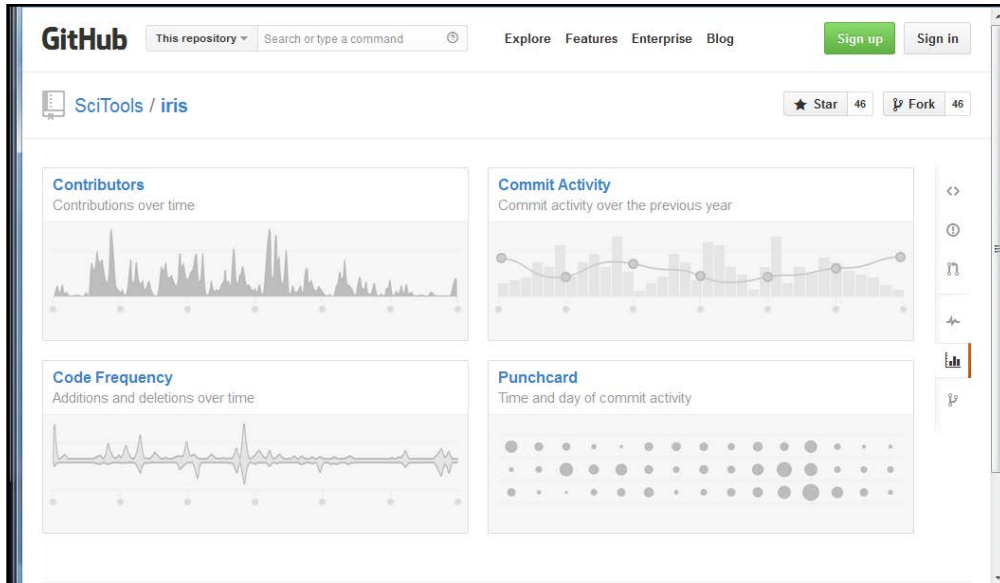 GitHub This repository Search or type a command Explore Features Enterprise Blog Sign up Sign in
SciTools / iris Star 46 Fork 46
Contributors
Contributions over time
Commit Activity
Commit activity over the previous year
Code Frequency
Additions and deletions over time
Punchcard
Time and day of commit activity